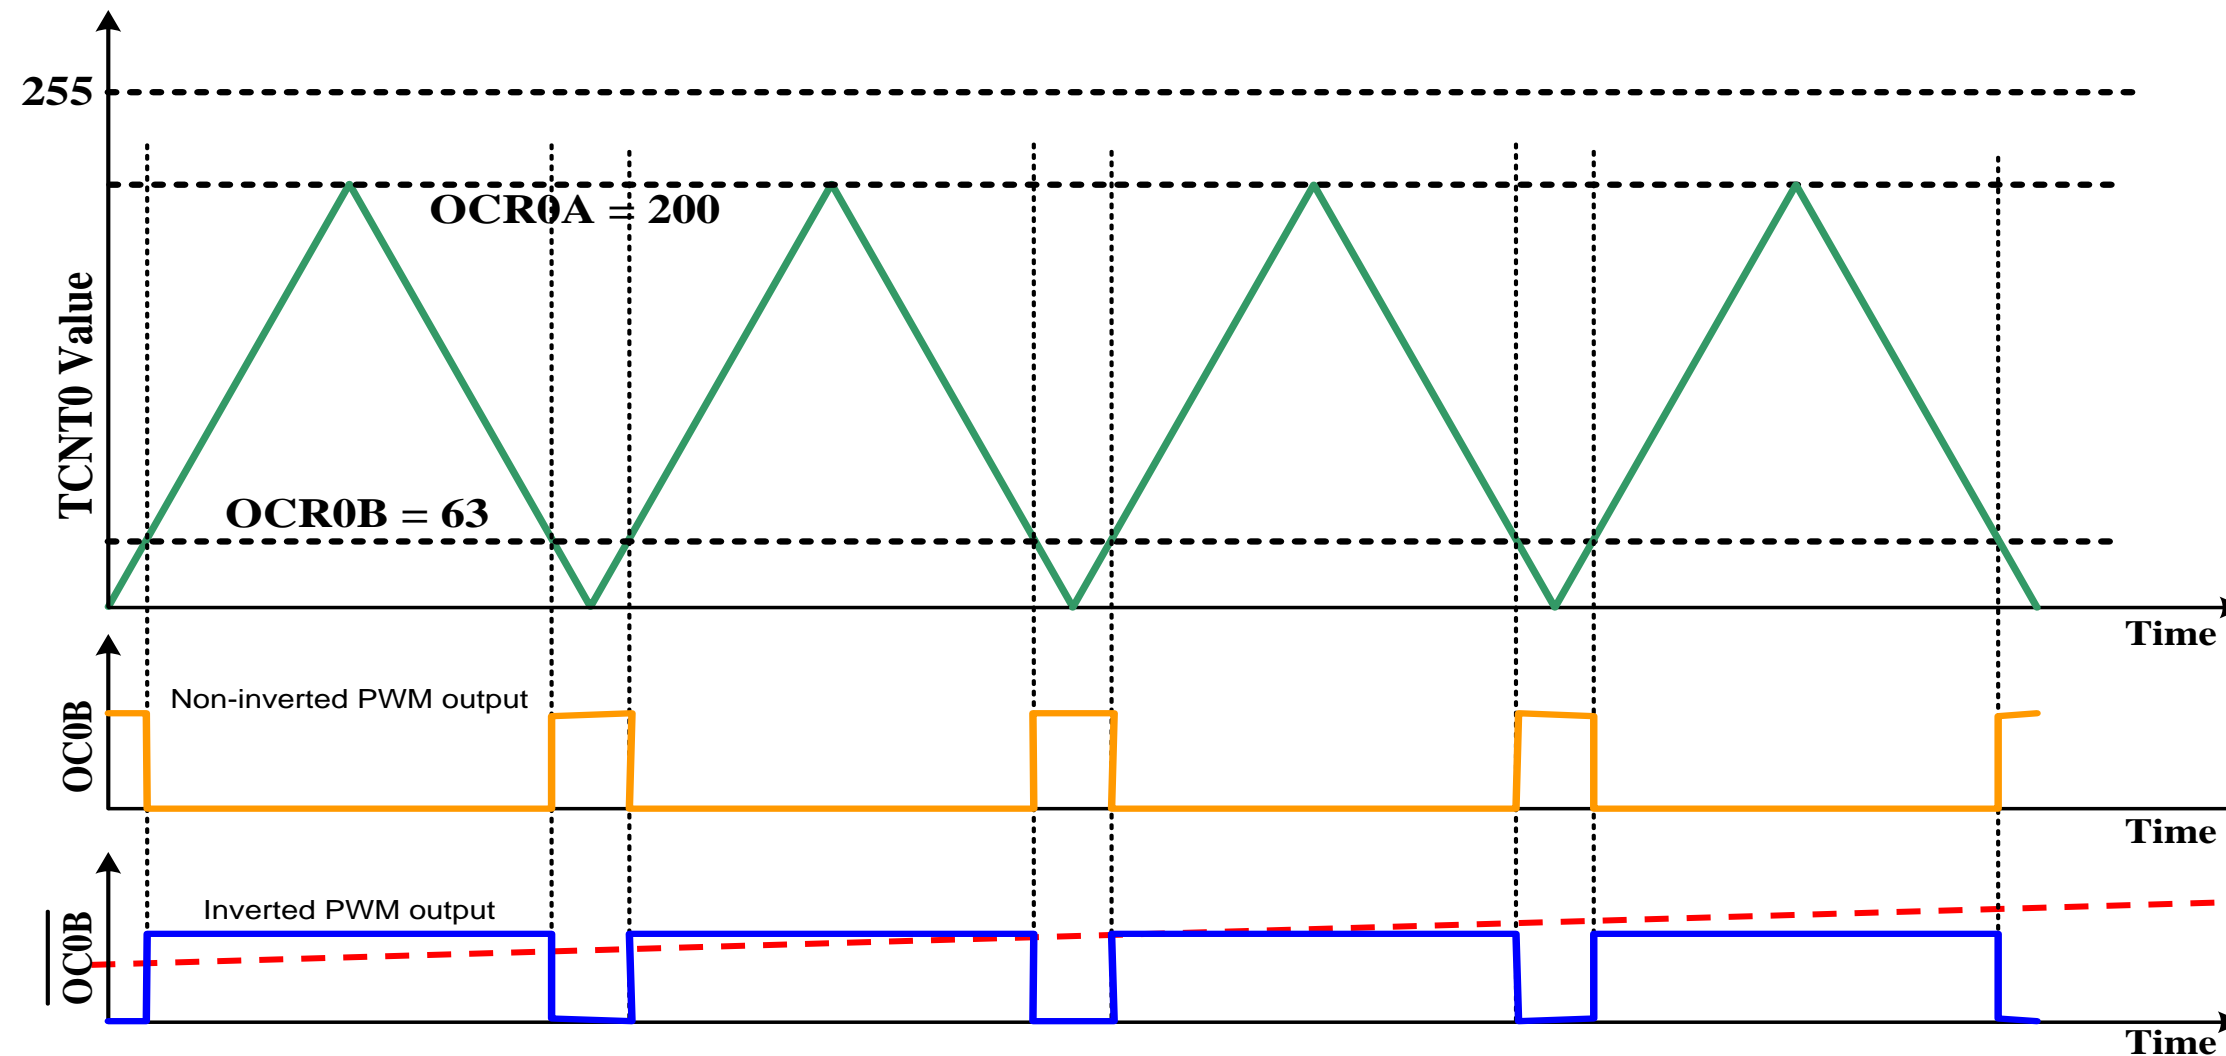 255
OCR0A = 200
TCNT0 Value
OCR0B = 63
Time
Non-inverted PWM output
OC0B
Time
Inverted PWM output
OC0B
Time